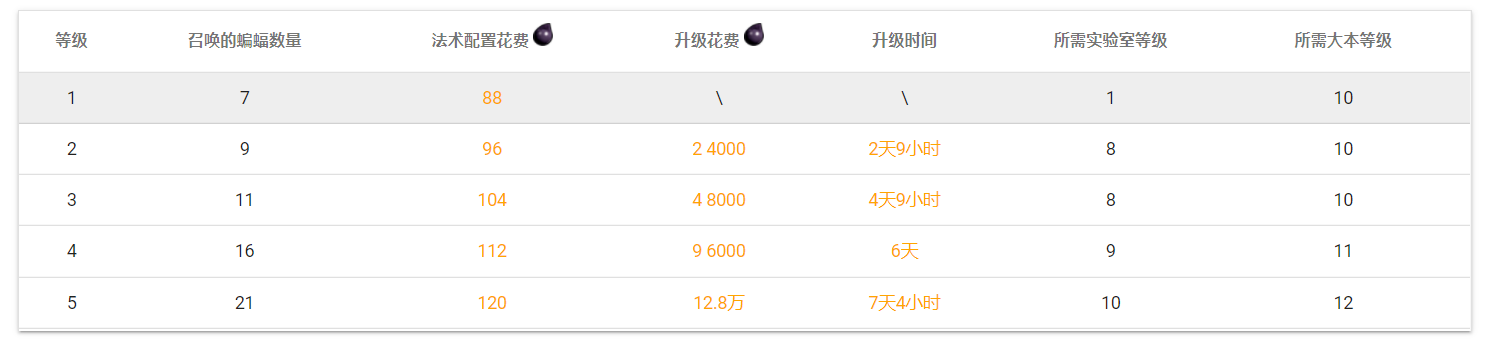 等级 召唤的蝙蝠数量 法术配置花费 升级花费 升级时间 所需实验室等级 所需大本等级
1 7 88 \ \ 1 10
2 9 96 2 4000 2天9小时 8 10
3 11 104 4 8000 4天9小时 8 10
4 16 112 9 6000 6天 9 11
5 21 120 12.8万 7天4小时 10 12